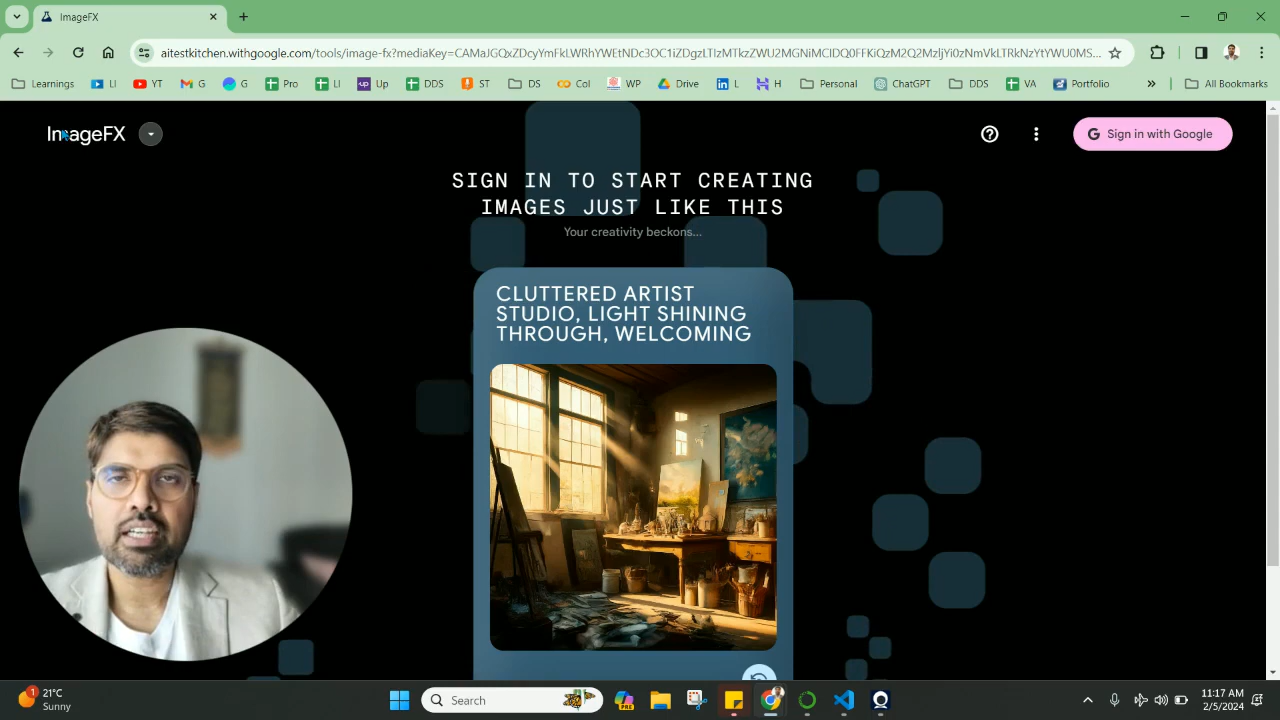 ImageFX
aitestkitchen.withgoogle.com/tools/image-fx?mediaKey=CAMaJGQxZDcyYmFkLWRhYWEtNDc3OC1iZDgzLTIzMTkzZWU2MGNiMCIDQ0FFKiQzM2Q2MzljYi0zNmVkLTRkNzYtYWU0MS...
Learnings LI YT G G Pro LI Up DDS ST DS Col WP Drive L H Personal ChatGPT DDS VA Portfolio All Bookmarks
ImageFX
Sign in with Google
SIGN IN TO START CREATING
IMAGES JUST LIKE THIS
Your creativity beckons...
CLUTTERED ARTIST
STUDIO, LIGHT SHINING
THROUGH, WELCOMING
1
21°C
Sunny
Search
PRE
11:17 AM
2/5/2024